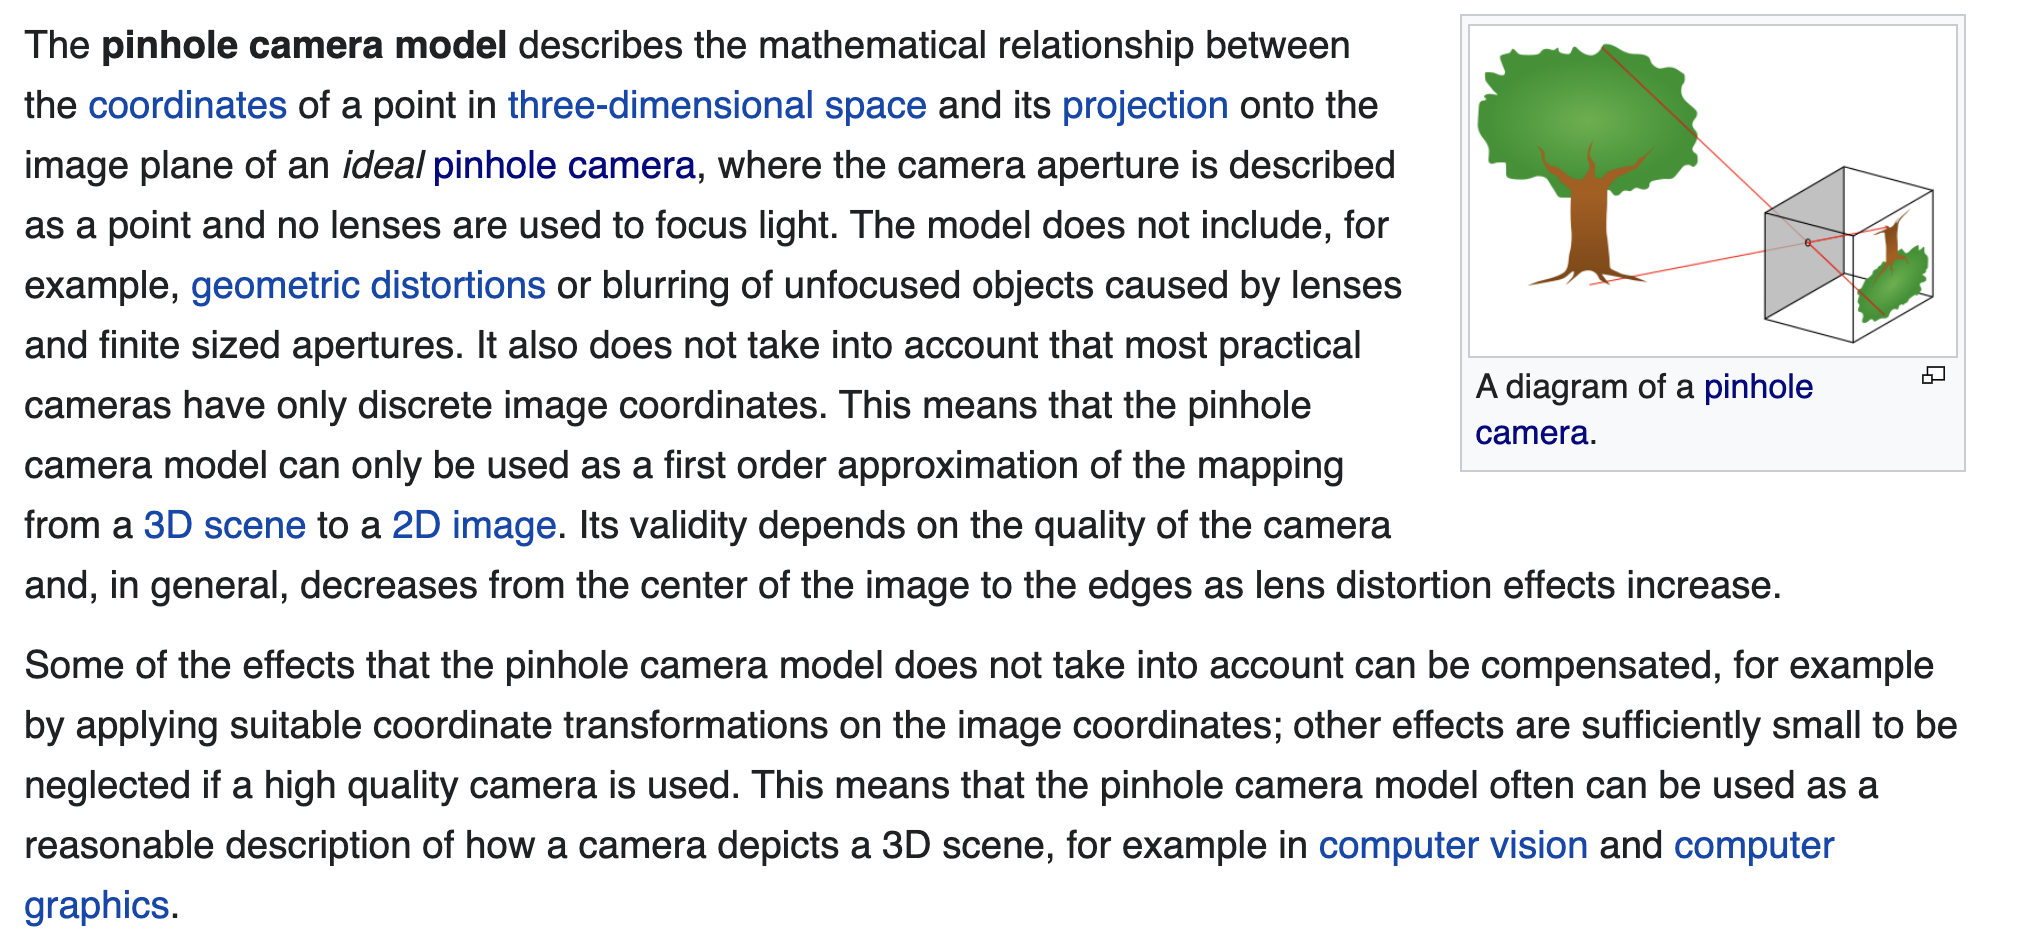 The pinhole camera model describes the mathematical relationship between
the coordinates of a point in three-dimensional space and its projection onto the
image plane of an ideal pinhole camera, where the camera aperture is described
as a point and no lenses are used to focus light. The model does not include, for
example, geometric distortions or blurring of unfocused objects caused by lenses
and finite sized apertures. It also does not take into account that most practical
cameras have only discrete image coordinates. This means that the pinhole
camera model can only be used as a first order approximation of the mapping
from a 3D scene to a 2D image. Its validity depends on the quality of the camera
and, in general, decreases from the center of the image to the edges as lens distortion effects increase.
Some of the effects that the pinhole camera model does not take into account can be compensated, for example
by applying suitable coordinate transformations on the image coordinates; other effects are sufficiently small to be
neglected if a high quality camera is used. This means that the pinhole camera model often can be used as a
reasonable description of how a camera depicts a 3D scene, for example in computer vision and computer
graphics.
A diagram of a pinhole
camera.